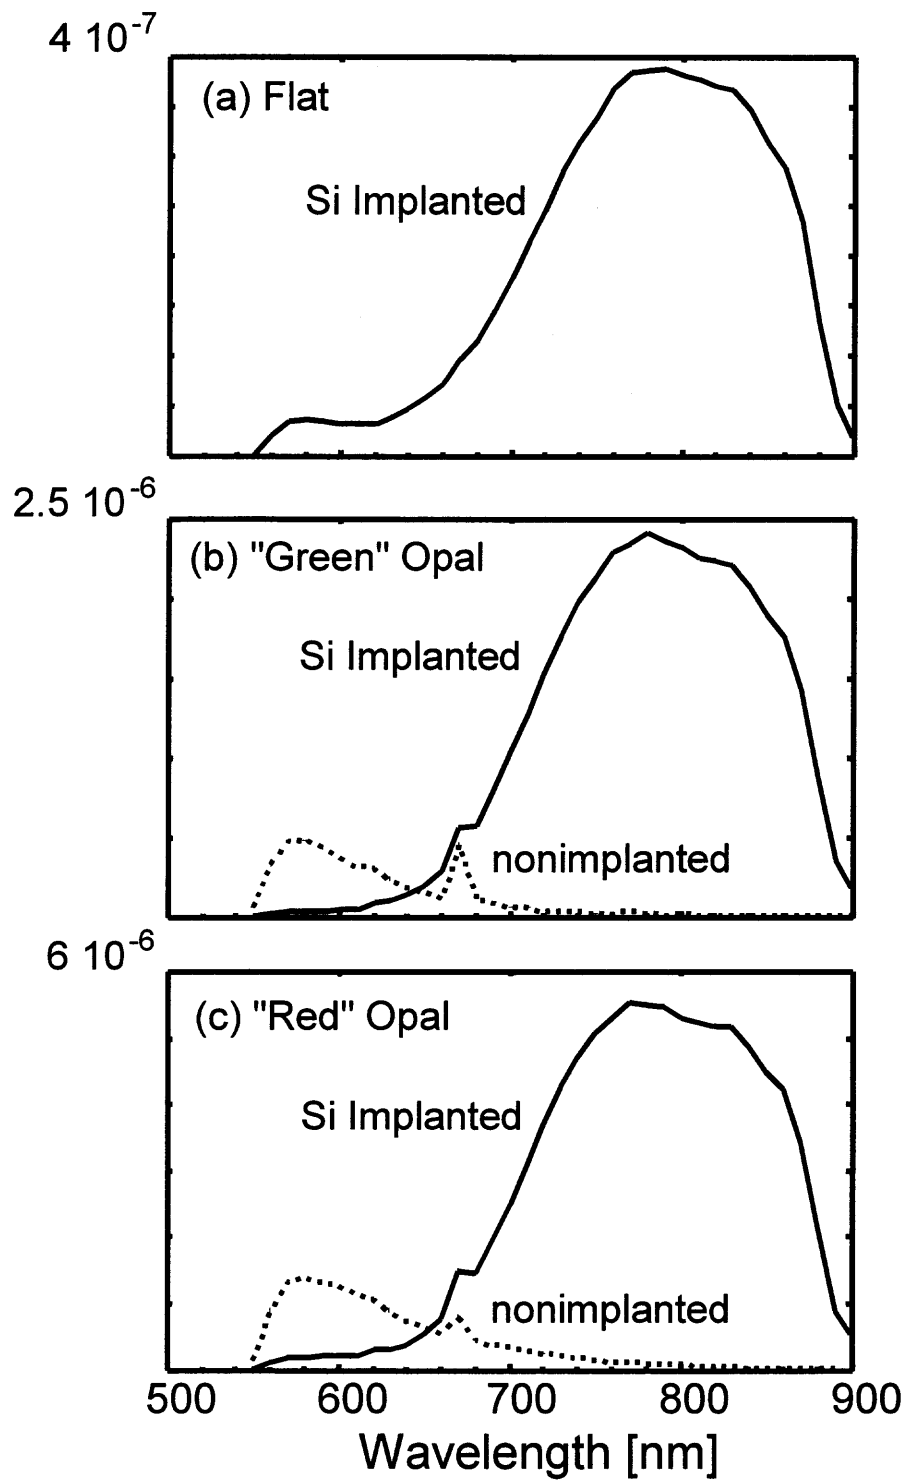 4 10-7
(a) Flat
Si Implanted
2.5 10-6
(b) "Green" Opal
Si Implanted
nonimplanted
6 10-6
(c) "Red" Opal
Si Implanted
nonimplanted
500 600 700 800 900
Wavelength [nm]